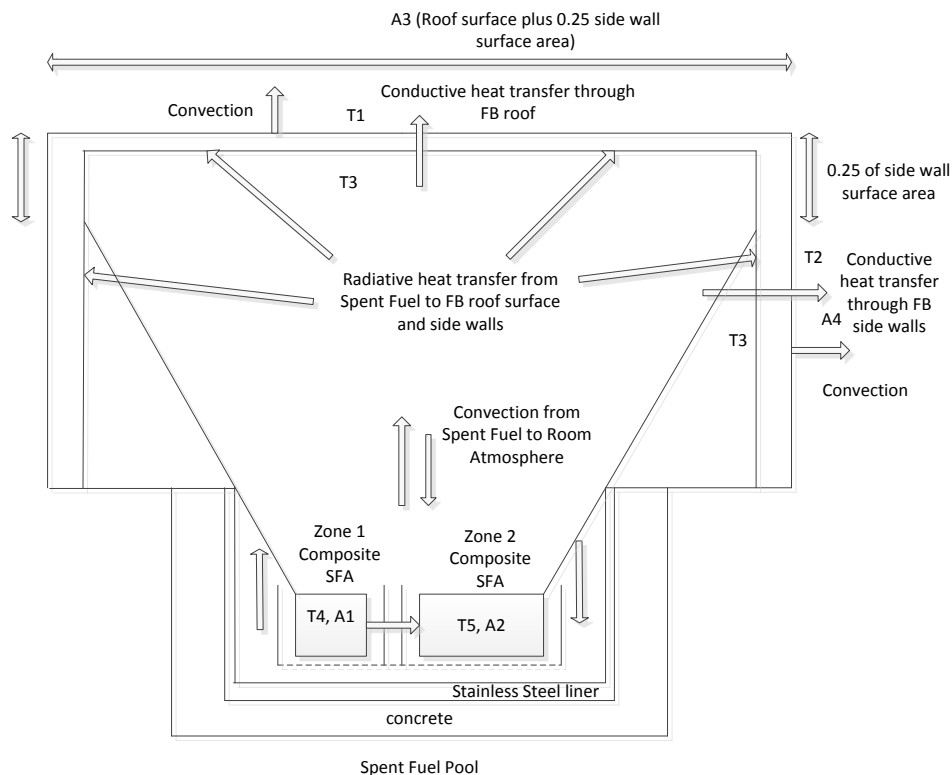 A3 (Roof surface plus 0.25 side wall
surface area)
Convection
T1
Conductive heat transfer through
FB roof
T3
0.25 of side wall
surface area
Radiative heat transfer from
Spent Fuel to FB roof surface
and side walls
T2
Conductive
heat transfer
through FB
side walls
A4
T3
Convection
Convection from
Spent Fuel to Room
Atmosphere
Zone 1
Composite
SFA
Zone 2
Composite
SFA
T4, A1
T5, A2
Stainless Steel liner
concrete
Spent Fuel Pool